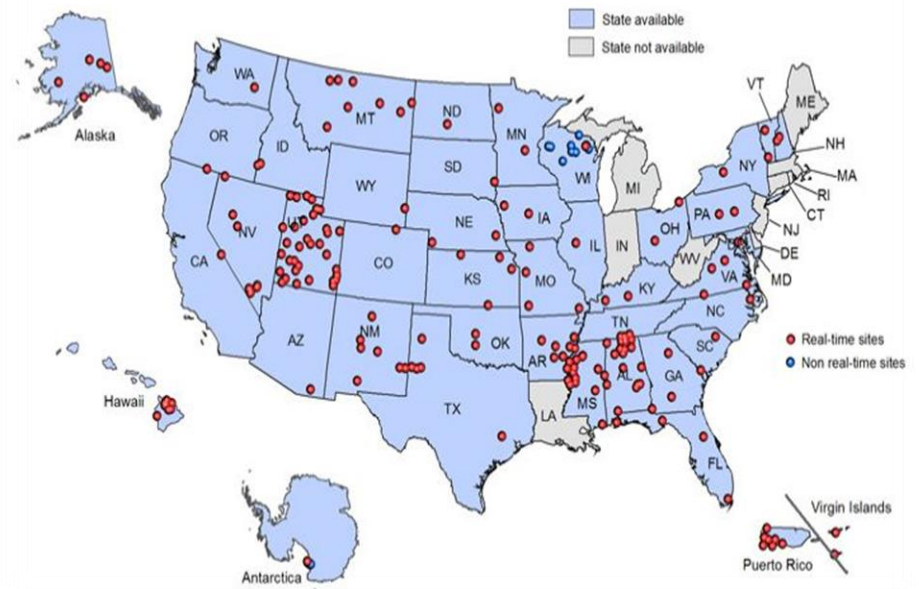 State available
State not available
Alaska
WA
OR
ID
MT
ND
MN
WI
MI
VT
ME
NH
MA
RI
CT
NY
NJ
PA
DE
MD
SD
WY
NE
IA
IL
IN
OH
WV
VA
NV
UT
CO
KS
MO
KY
CA
NC
TN
AZ
NM
OK
AR
SC
TX
LA
MS
AL
GA
FL
Real-time sites
Non real-time sites
Hawaii
Antarctica
Virgin Islands
Puerto Rico